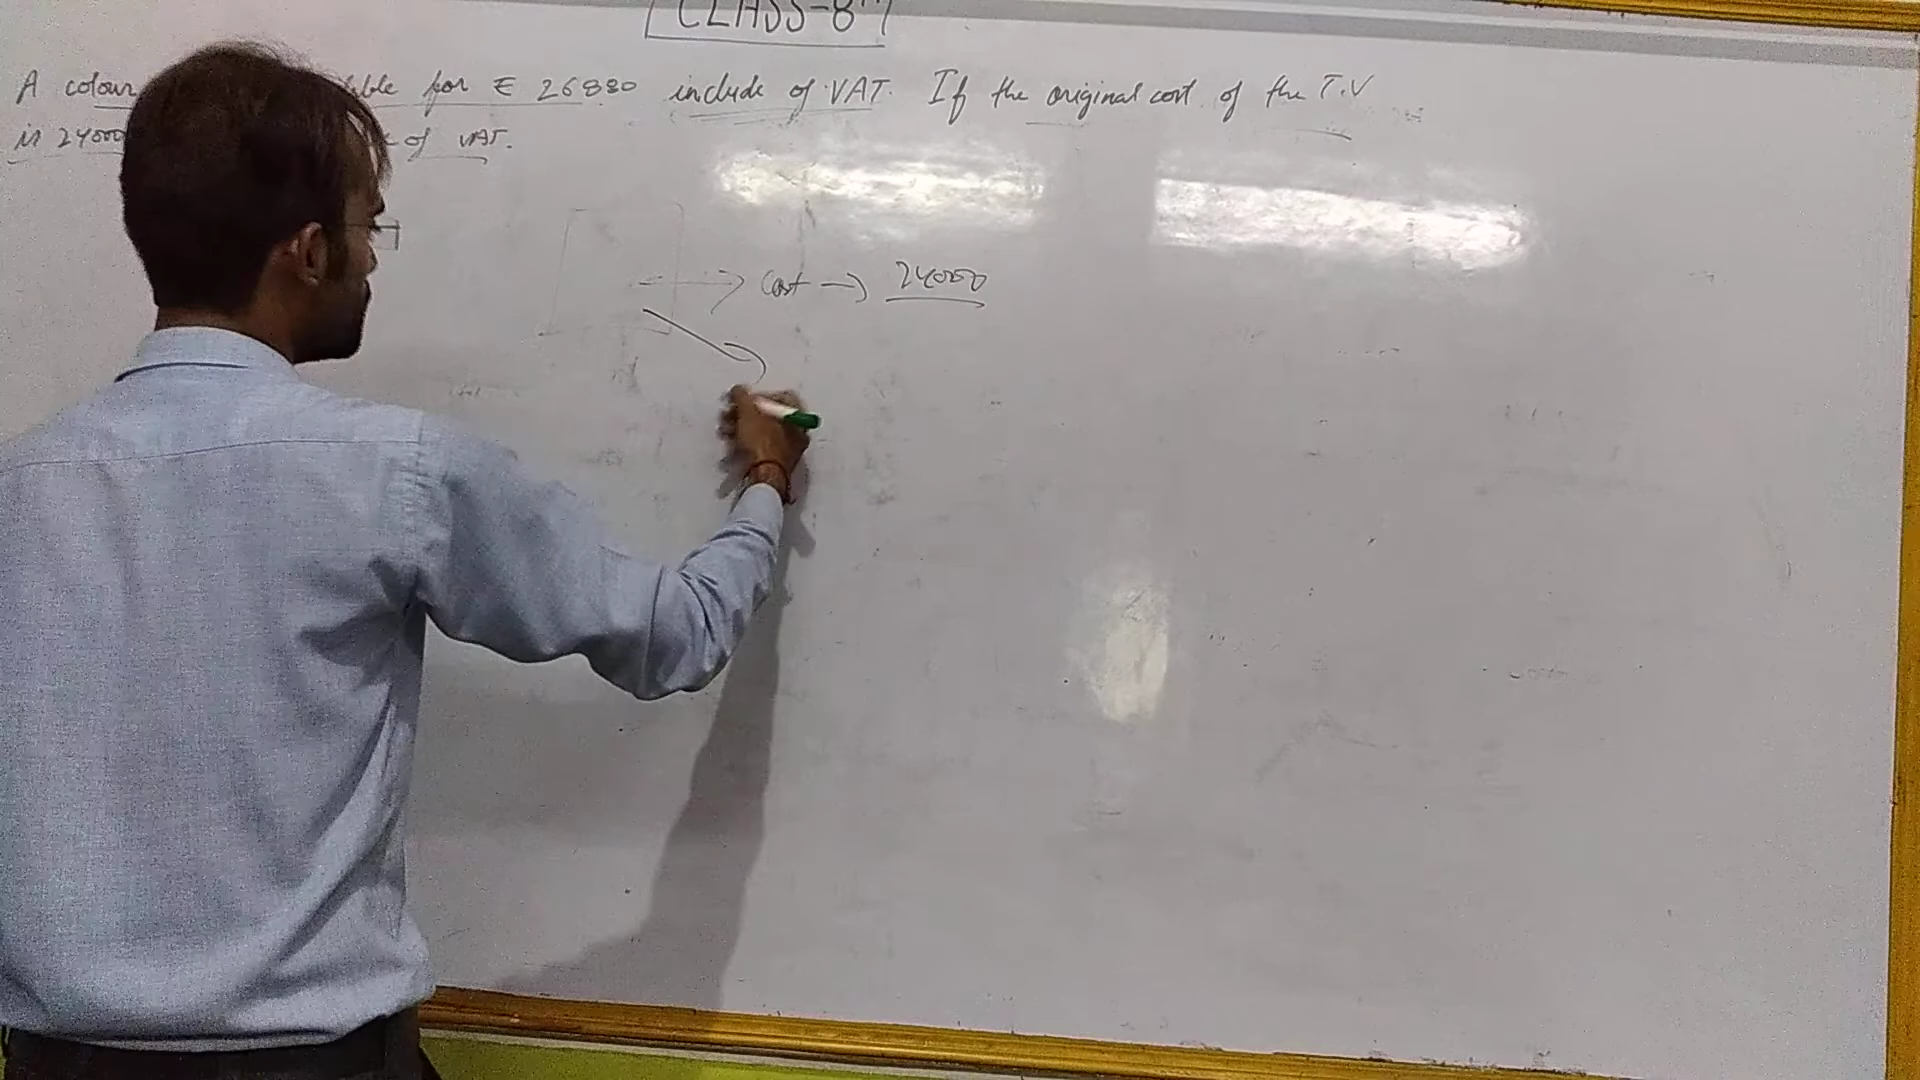 CLASS-8th
A colour ble for ₹ 26880 include of VAT. If the original cost of the T.V
is 24000 of VAT.
cost → 24000